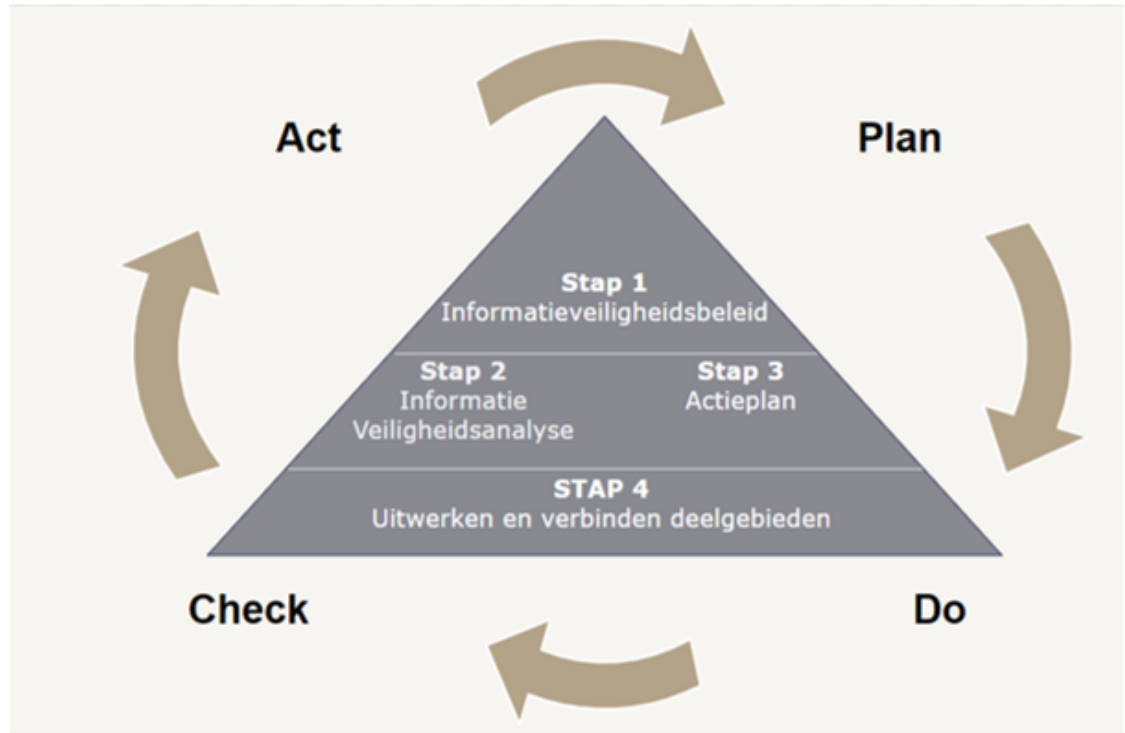 Act
Plan
Stap 1
Informatieveiligheidsbeleid
Stap 2
Informatie
Veiligheidsanalyse
Stap 3
Actieplan
STAP 4
Uitwerken en verbinden deelgebieden
Check
Do